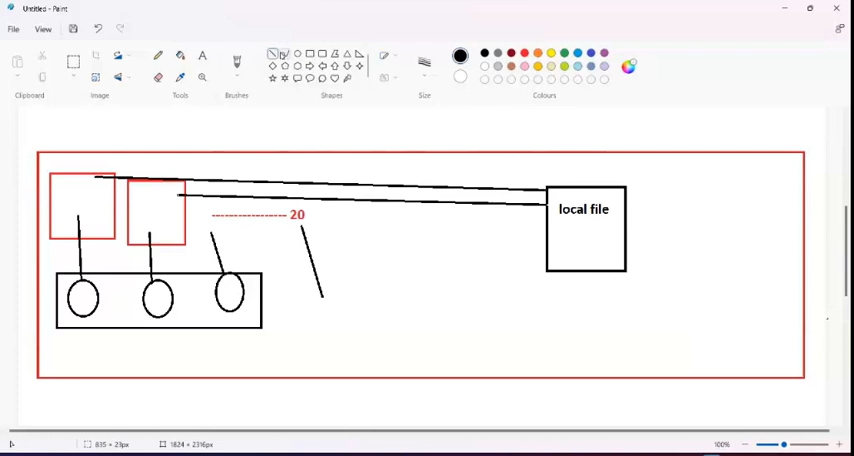 Untitled - Paint
File View
Clipboard Image Tools Brushes Shapes Size Colours
local file
------------------ 20
835 × 23px 1824 × 2316px 100%